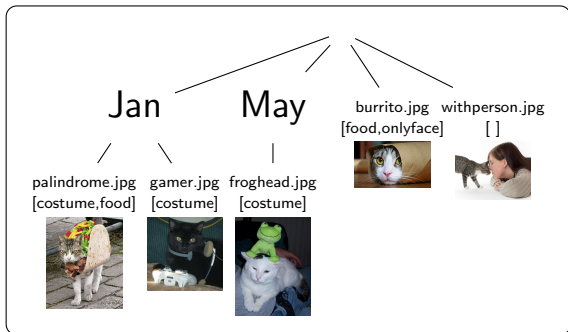 Jan
May
burrito.jpg
[food,onlyface]
withperson.jpg
[ ]
palindrome.jpg
[costume,food]
gamer.jpg
[costume]
froghead.jpg
[costume]